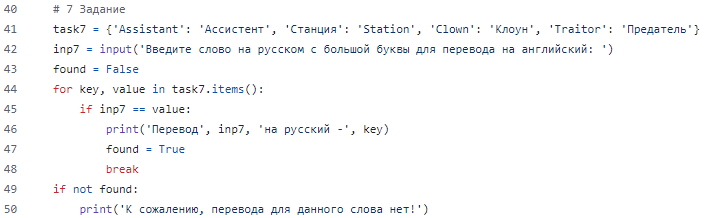 40 # 7 Задание
41 task7 = {'Assistant': 'Ассистент', 'Станция': 'Station', 'Clown': 'Клоун', 'Traitor': 'Предатель'}
42 inp7 = input('Введите слово на русском с большой буквы для перевода на английский: ')
43 found = False
44 for key, value in task7.items():
45     if inp7 == value:
46         print('Перевод', inp7, 'на русский -', key)
47         found = True
48         break
49 if not found:
50     print('К сожалению, перевода для данного слова нет!')